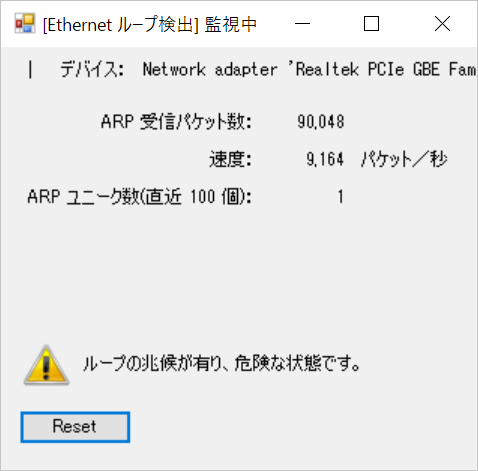 [Ethernet ループ検出] 監視中
| デバイス: Network adapter 'Realtek PCIe GBE Fam
ARP 受信パケット数: 90,048
速度: 9,164 パケット／秒
ARP ユニーク数(直近 100 個): 1
ループの兆候が有り、危険な状態です。
Reset